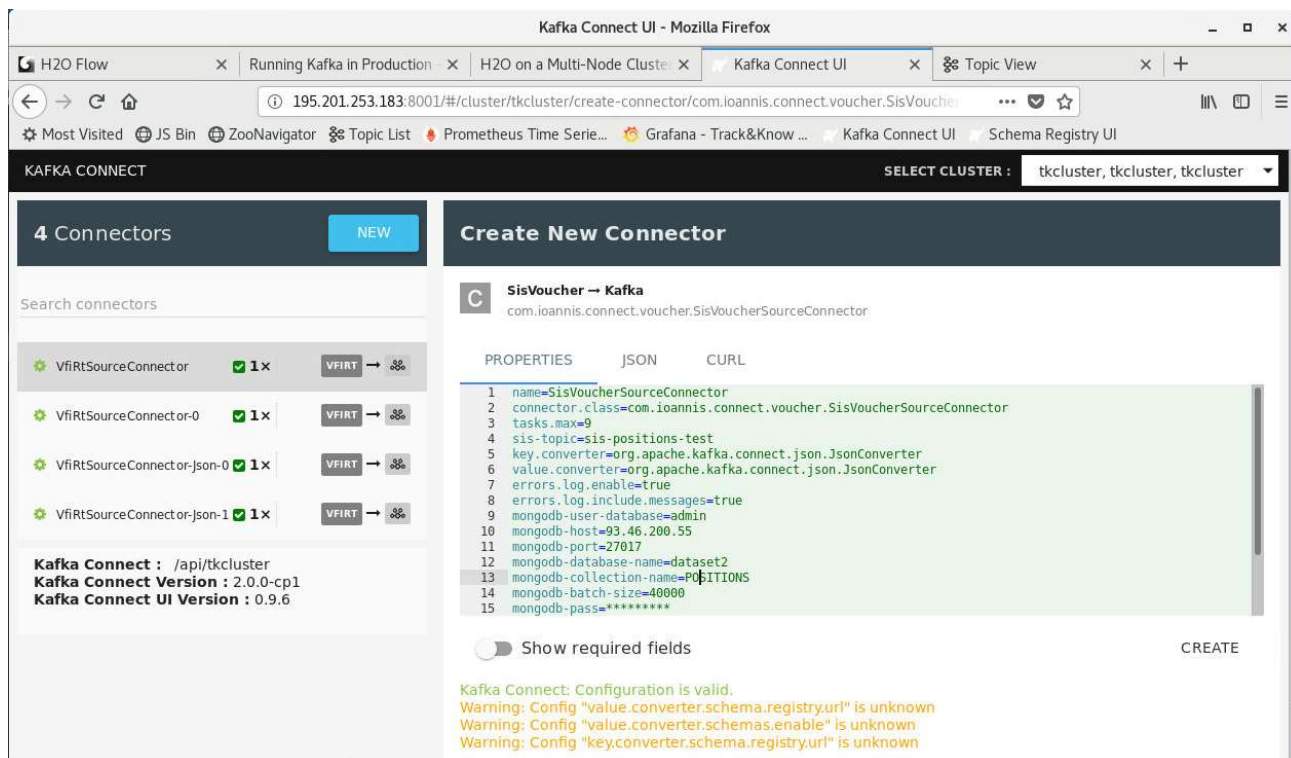 Kafka Connect UI - Mozilla Firefox
H2O Flow Running Kafka in Production - H2O on a Multi-Node Cluste Kafka Connect UI Topic View
195.201.253.183:8001/#/cluster/tkcluster/create-connector/com.ioannis.connect.voucher.SisVouche
Most Visited JS Bin ZooNavigator Topic List Prometheus Time Serie... Grafana - Track&Know ... Kafka Connect UI Schema Registry UI
KAFKA CONNECT SELECT CLUSTER : tkcluster, tkcluster, tkcluster
4 Connectors NEW
Search connectors
VfiRtSourceConnector 1× VFIRT →
VfiRtSourceConnector-0 1× VFIRT →
VfiRtSourceConnector-Json-0 1× VFIRT →
VfiRtSourceConnector-Json-1 1× VFIRT →
Kafka Connect : /api/tkcluster
Kafka Connect Version : 2.0.0-cp1
Kafka Connect UI Version : 0.9.6
Create New Connector
C SisVoucher → Kafka
com.ioannis.connect.voucher.SisVoucherSourceConnector
PROPERTIES JSON CURL
1 name=SisVoucherSourceConnector
2 connector.class=com.ioannis.connect.voucher.SisVoucherSourceConnector
3 tasks.max=9
4 sis-topic=sis-positions-test
5 key.converter=org.apache.kafka.connect.json.JsonConverter
6 value.converter=org.apache.kafka.connect.json.JsonConverter
7 errors.log.enable=true
8 errors.log.include.messages=true
9 mongodb-user-database=admin
10 mongodb-host=93.46.200.55
11 mongodb-port=27017
12 mongodb-database-name=dataset2
13 mongodb-collection-name=POSITIONS
14 mongodb-batch-size=40000
15 mongodb-pass=*********
Show required fields CREATE
Kafka Connect: Configuration is valid.
Warning: Config "value.converter.schema.registry.url" is unknown
Warning: Config "value.converter.schemas.enable" is unknown
Warning: Config "key.converter.schema.registry.url" is unknown